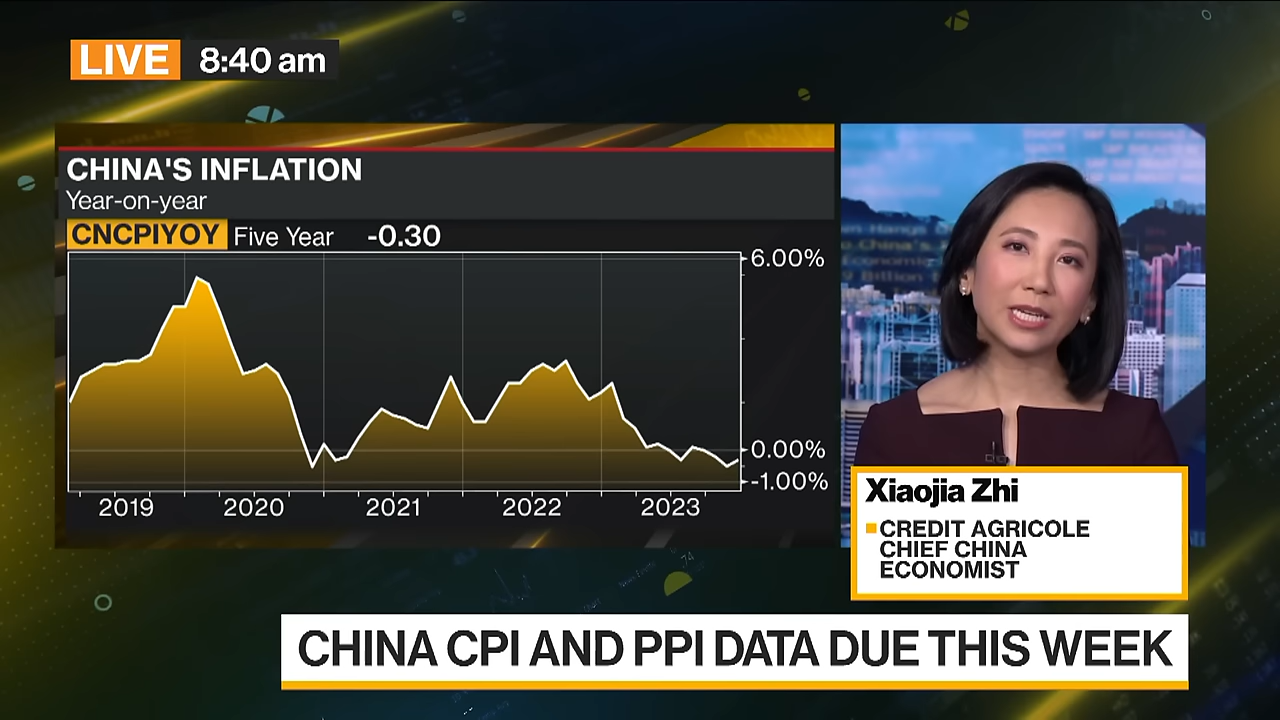 LIVE 8:40 am
CHINA'S INFLATION
Year-on-year
CNCPIYOY Five Year -0.30
6.00%
0.00%
-1.00%
2019 2020 2021 2022 2023
Xiaojia Zhi
CREDIT AGRICOLE
CHIEF CHINA
ECONOMIST
CHINA CPI AND PPI DATA DUE THIS WEEK